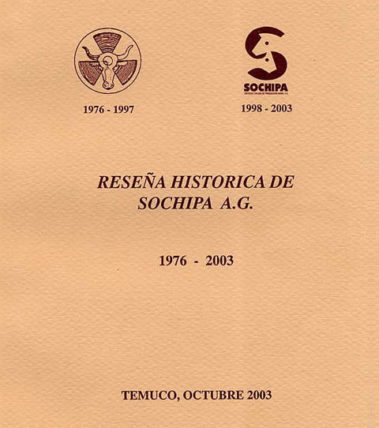 SOCHIPA
1976 - 1997
1998 - 2003
RESEÑA HISTORICA DE
SOCHIPA A.G.
1976 - 2003
TEMUCO, OCTUBRE 2003